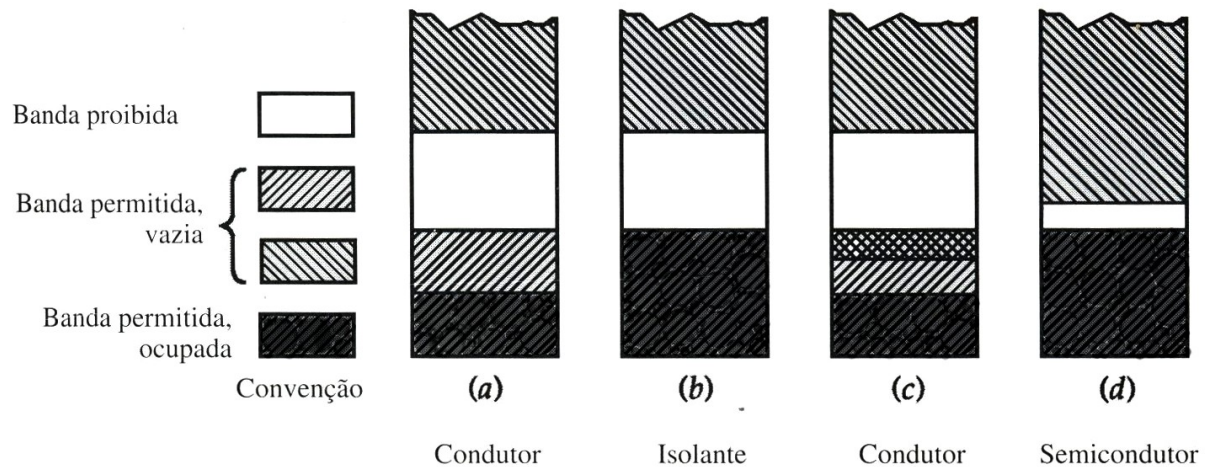 Banda proibida
Banda permitida,
vazia
Banda permitida,
ocupada
Convenção
(a)
(b)
(c)
(d)
Condutor
Isolante
Condutor
Semicondutor